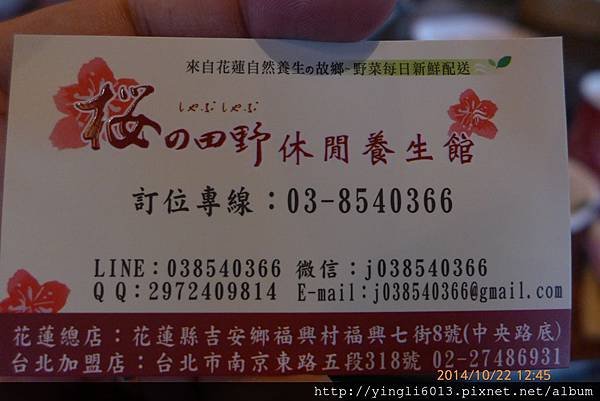 來自花蓮自然養生の故鄉~野菜每日新鮮配送
しゃぶしゃぶ
桜の田野休閒養生館
訂位專線：03-8540366
LINE：038540366 微信：j038540366
QQ：2972409814 E-mail：j038540366@gmail.com
花蓮總店：花蓮縣吉安鄉福興村福興七街8號(中央路底)
台北加盟店：台北市南京東路五段318號 02-27486931
2014/10/22 12:45
http://yingli6013.pixnet.net/album